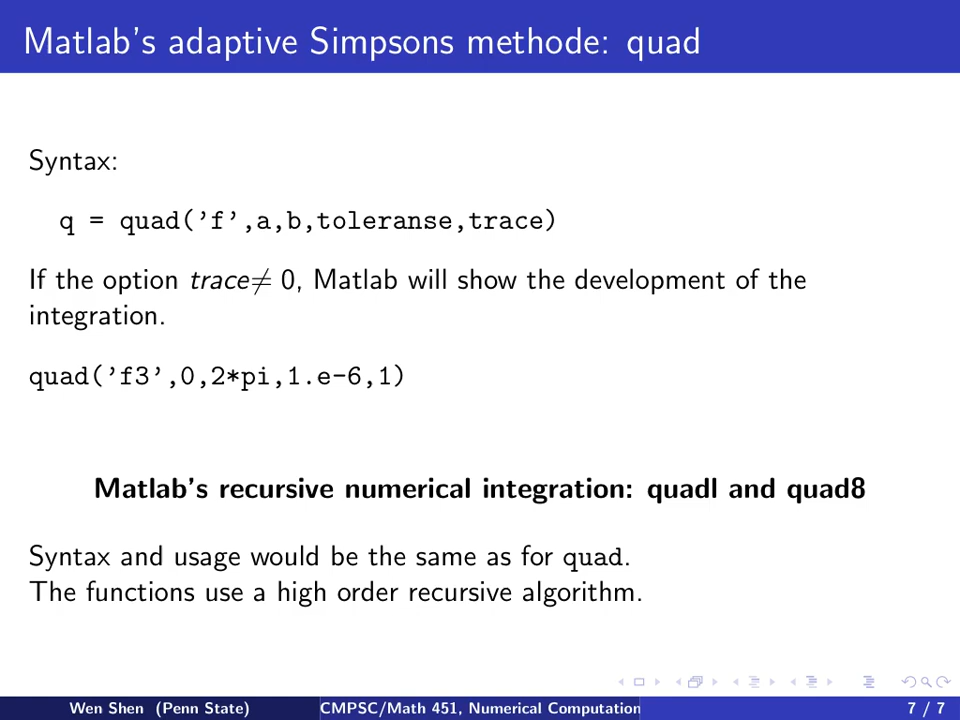 Matlab's adaptive Simpsons methode: quad
Syntax:
q = quad('f',a,b,toleranse,trace)
If the option trace≠ 0, Matlab will show the development of the
integration.
quad('f3',0,2*pi,1.e-6,1)
Matlab's recursive numerical integration: quadl and quad8
Syntax and usage would be the same as for quad.
The functions use a high order recursive algorithm.
Wen Shen (Penn State) CMPSC/Math 451, Numerical Computation 7 / 7